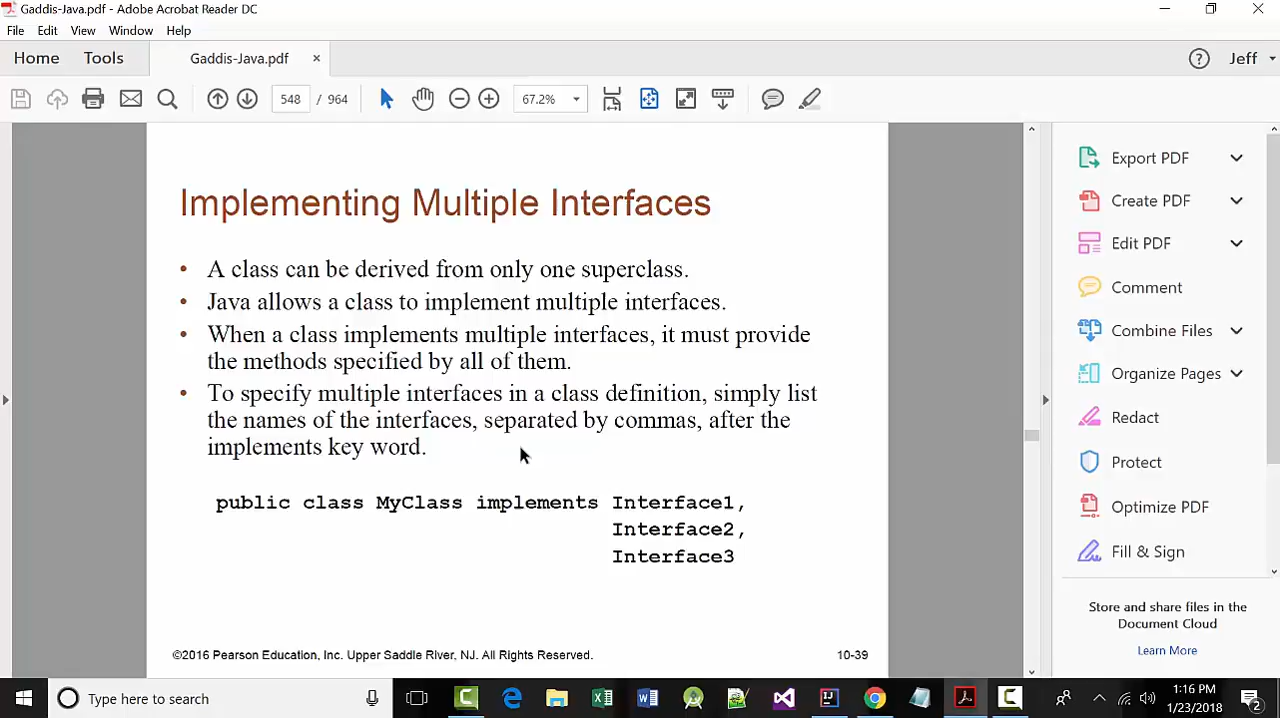 Gaddis-Java.pdf - Adobe Acrobat Reader DC
File Edit View Window Help
Home Tools Gaddis-Java.pdf × Jeff
548 / 964 67.2%
Implementing Multiple Interfaces
• A class can be derived from only one superclass.
• Java allows a class to implement multiple interfaces.
• When a class implements multiple interfaces, it must provide
the methods specified by all of them.
• To specify multiple interfaces in a class definition, simply list
the names of the interfaces, separated by commas, after the
implements key word.
public class MyClass implements Interface1,
Interface2,
Interface3
©2016 Pearson Education, Inc. Upper Saddle River, NJ. All Rights Reserved. 10-39
Export PDF
Create PDF
Edit PDF
Comment
Combine Files
Organize Pages
Redact
Protect
Optimize PDF
Fill & Sign
Store and share files in the
Document Cloud
Learn More
Type here to search
1:16 PM
1/23/2018
2